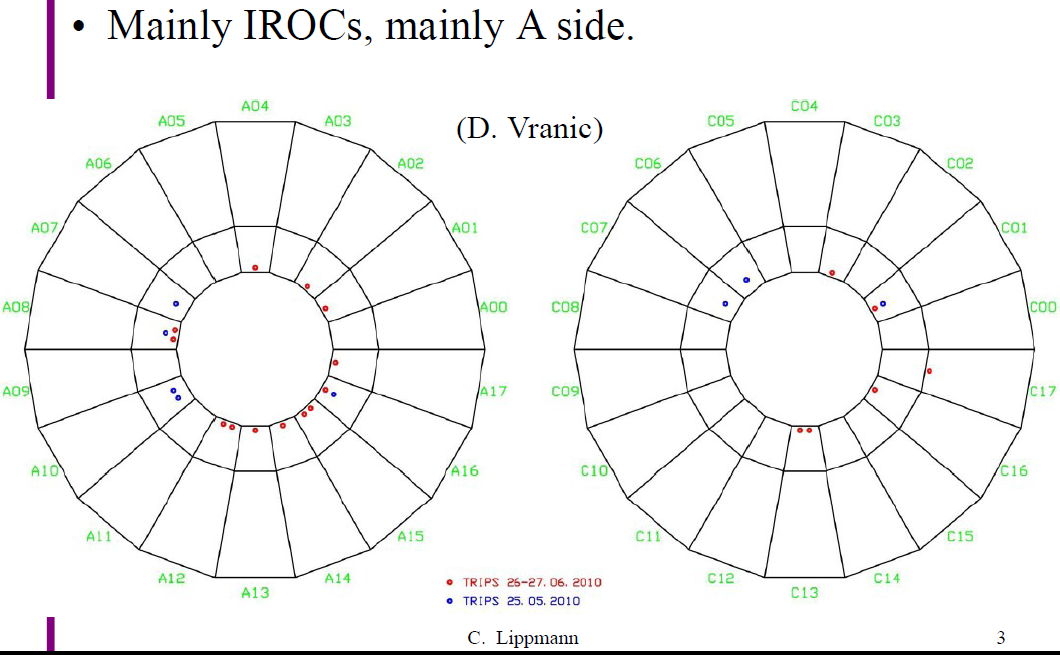 • Mainly IROCs, mainly A side.
(D. Vranic)
A04
A05 A03
A06 A02
A07 A01
A08 A00
A09 A17
A10 A16
A11 A15
A12 A14
A13
C04
C05 C03
C06 C02
C07 C01
C08 C00
C09 C17
C10 C16
C11 C15
C12 C14
C13
TRIPS 26-27.06.2010
TRIPS 25.05.2010
C. Lippmann
3